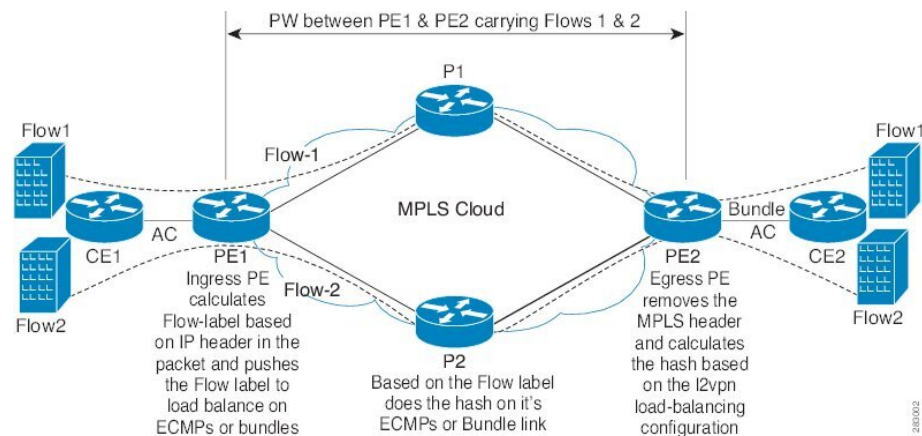 PW between PE1 & PE2 carrying Flows 1 & 2
P1
Flow1
Flow-1
Flow1
MPLS Cloud
Bundle
AC
AC
CE1
PE1
PE2
CE2
Flow2
Flow-2
Flow2
Ingress PE
calculates
Flow-label based
on IP header in the
packet and pushes
the Flow label to
load balance on
ECMPs or bundles
P2
Based on the Flow label
does the hash on it's
ECMPs or Bundle link
Egress PE
removes the
MPLS header
and calculates
the hash based
on the l2vpn
load-balancing
configuration
283002